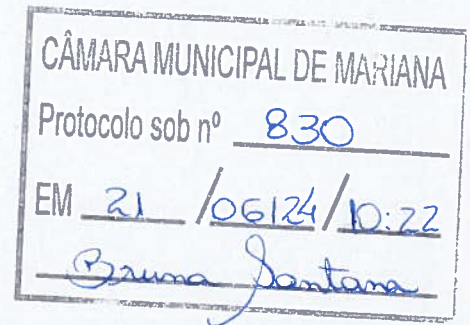 CÂMARA MUNICIPAL DE MARIANA
Protocolo sob nº 830
EM 21 /06/24/10:22
Bruna Santana